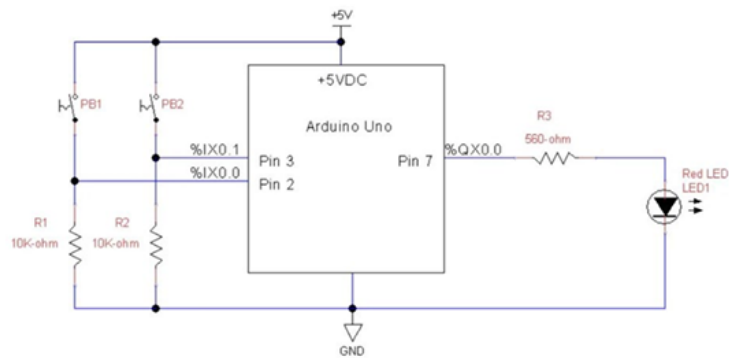 +5V
PB1
PB2
+5VDC
Arduino Uno
%IX0.1
Pin 3
%IX0.0
Pin 2
Pin 7
%QX0.0
R3
560-ohm
Red LED
LED1
R1
10K-ohm
R2
10K-ohm
GND